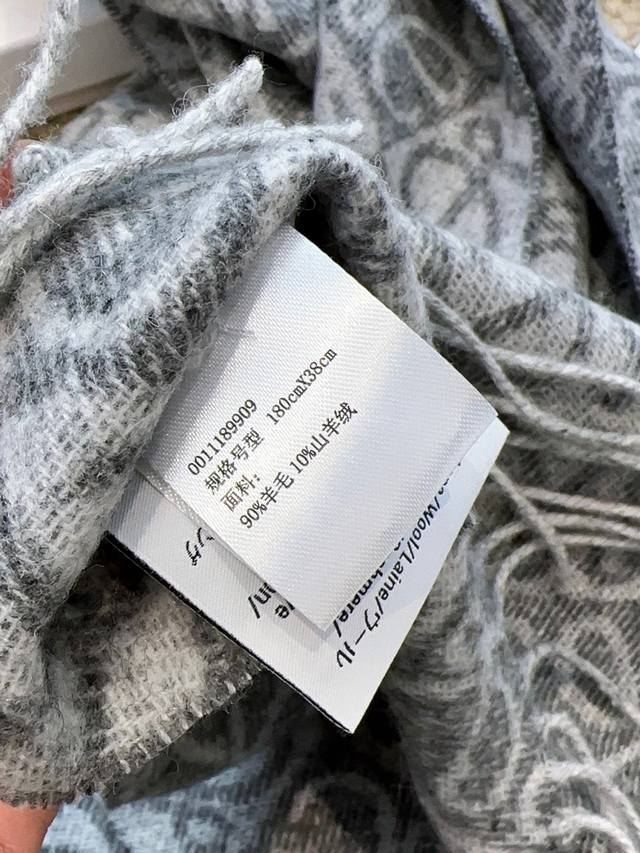 0011189909
规格号型 180cmX38cm
面料：
90%羊毛 10%山羊绒
/Wool/Laine/ウール
shmere/